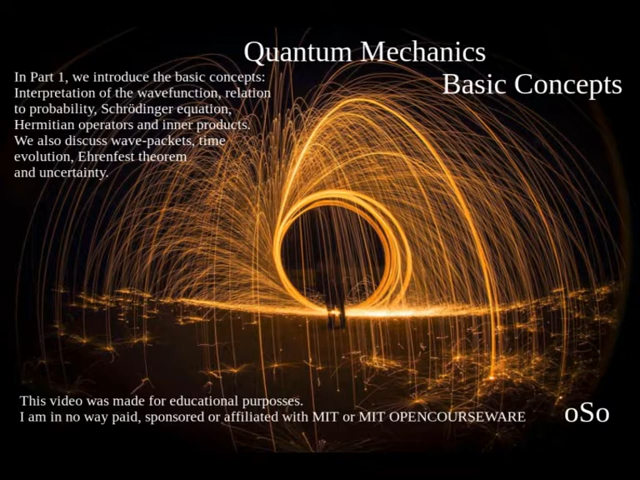 Quantum Mechanics
Basic Concepts
In Part 1, we introduce the basic concepts:
Interpretation of the wavefunction, relation
to probability, Schrödinger equation,
Hermitian operators and inner products.
We also discuss wave-packets, time
evolution, Ehrenfest theorem
and uncertainty.
This video was made for educational purposses.
I am in no way paid, sponsored or affiliated with MIT or MIT OPENCOURSEWARE
oSo